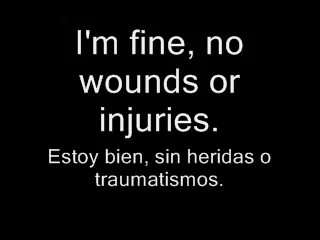 I'm fine, no
wounds or
injuries.
Estoy bien, sin heridas o
traumatismos.